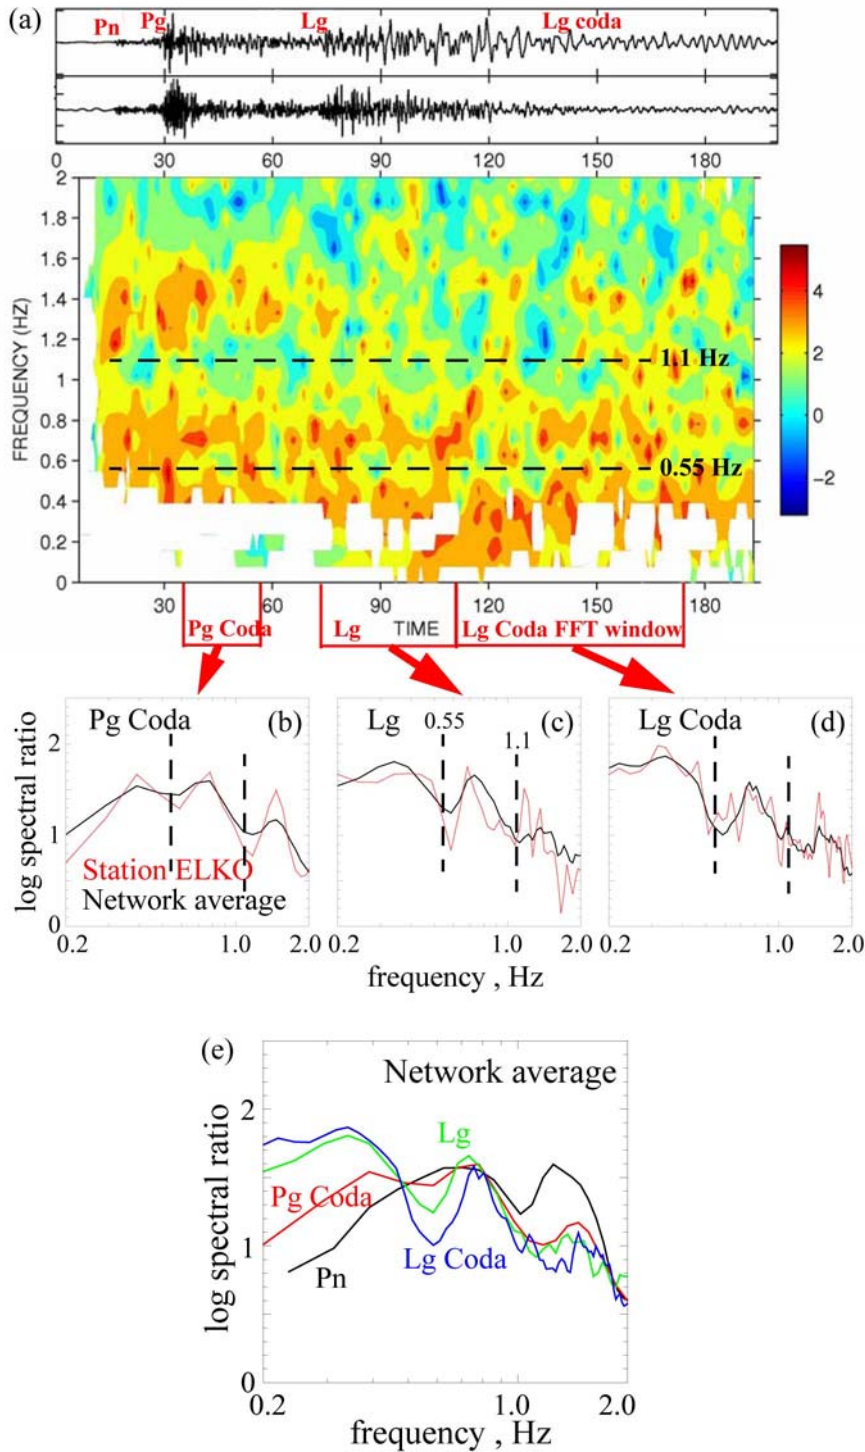 (a)
Pn Pg Lg Lg coda
0 30 60 90 120 150 180
2
1.8
1.6
1.4
1.2
1
0.8
0.6
0.4
0.2
0
FREQUENCY (HZ)
1.1 Hz
0.55 Hz
4
2
0
−2
30 60 90 120 150 180
TIME
Pg Coda Lg Lg Coda FFT window
(b)
Pg Coda
Station ELKO
Network average
log spectral ratio
2
1
0
0.2 1.0 2.0
(c)
Lg
0.55
1.1
0.2 1.0 2.0
(d)
Lg Coda
0.2 1.0 2.0
frequency , Hz
(e)
Network average
Lg
Pg Coda
Lg Coda
Pn
log spectral ratio
2
1
0
0.2 1.0 2.0
frequency , Hz